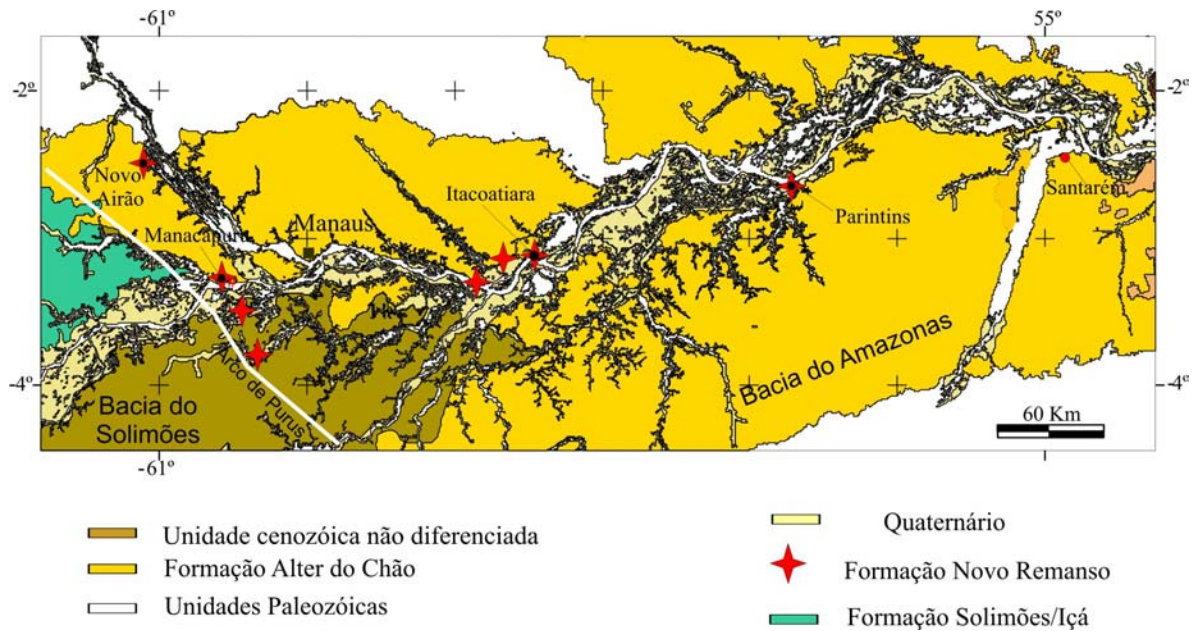 -61º
55º
-2º
-2º
Novo
Airão
Itacoatiara
Manaus
Santarém
Parintins
Manacapuru
Bacia do Amazonas
-4º
-4º
Arco de Purus
Bacia do
Solimões
60 Km
-61º
55º
Unidade cenozóica não diferenciada
Formação Alter do Chão
Unidades Paleozóicas
Quaternário
Formação Novo Remanso
Formação Solimões/Içá